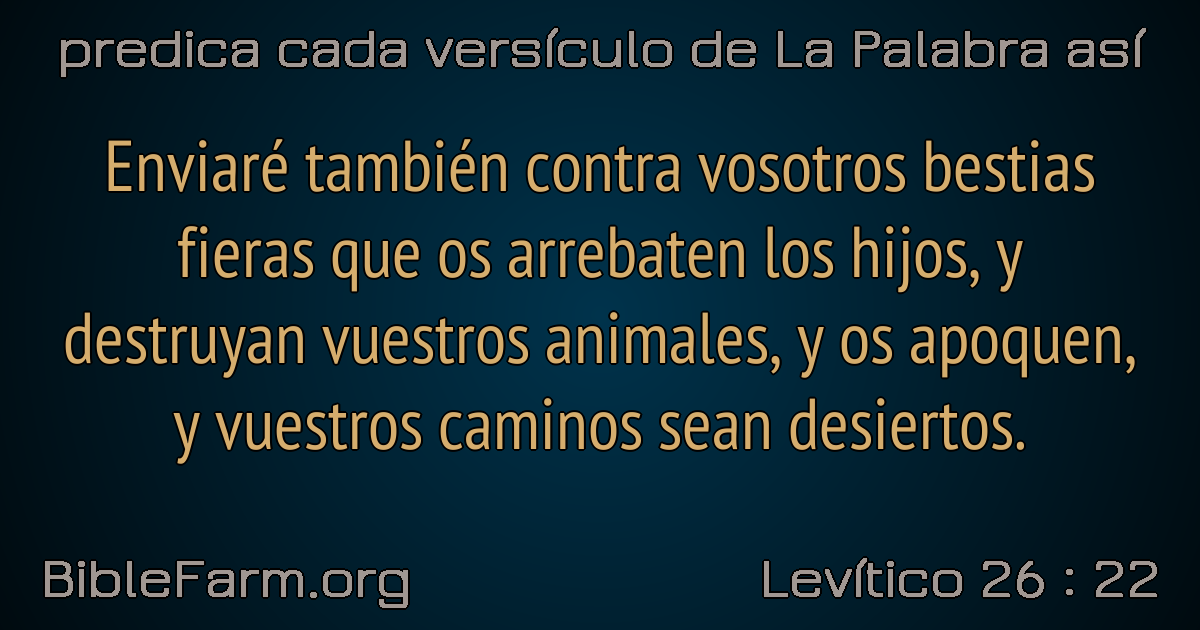 predica cada versículo de La Palabra así
Enviaré también contra vosotros bestias
fieras que os arrebaten los hijos, y
destruyan vuestros animales, y os apoquen,
y vuestros caminos sean desiertos.
BibleFarm.org
Levítico 26 : 22